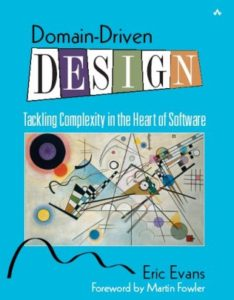 Domain-Driven
DESIGN
Tackling Complexity in the Heart of Software
Eric Evans
Foreword by Martin Fowler